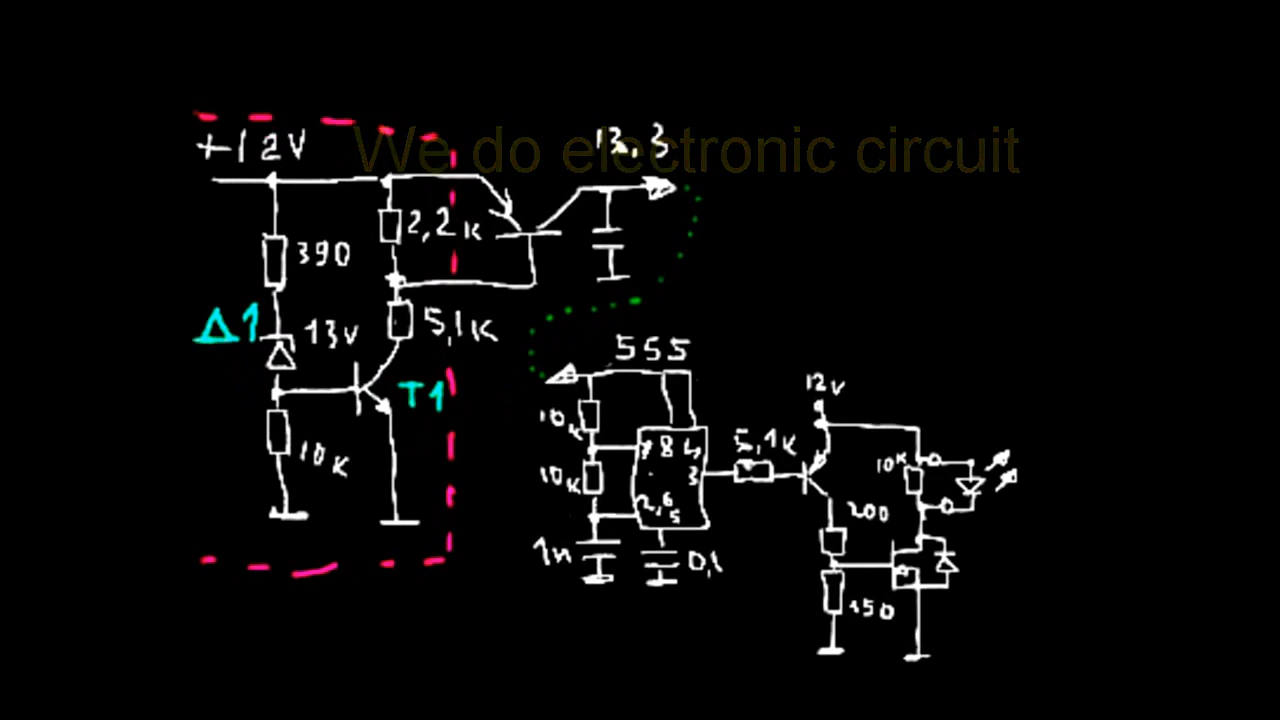 We do electronic circuit
+12V
13,3
2,2K
390
Δ1
13V
5,1K
T1
10K
555
12V
10K
7 8 4
5,1K
10K
10K
3
2,6
5
200
1n
0,1
150